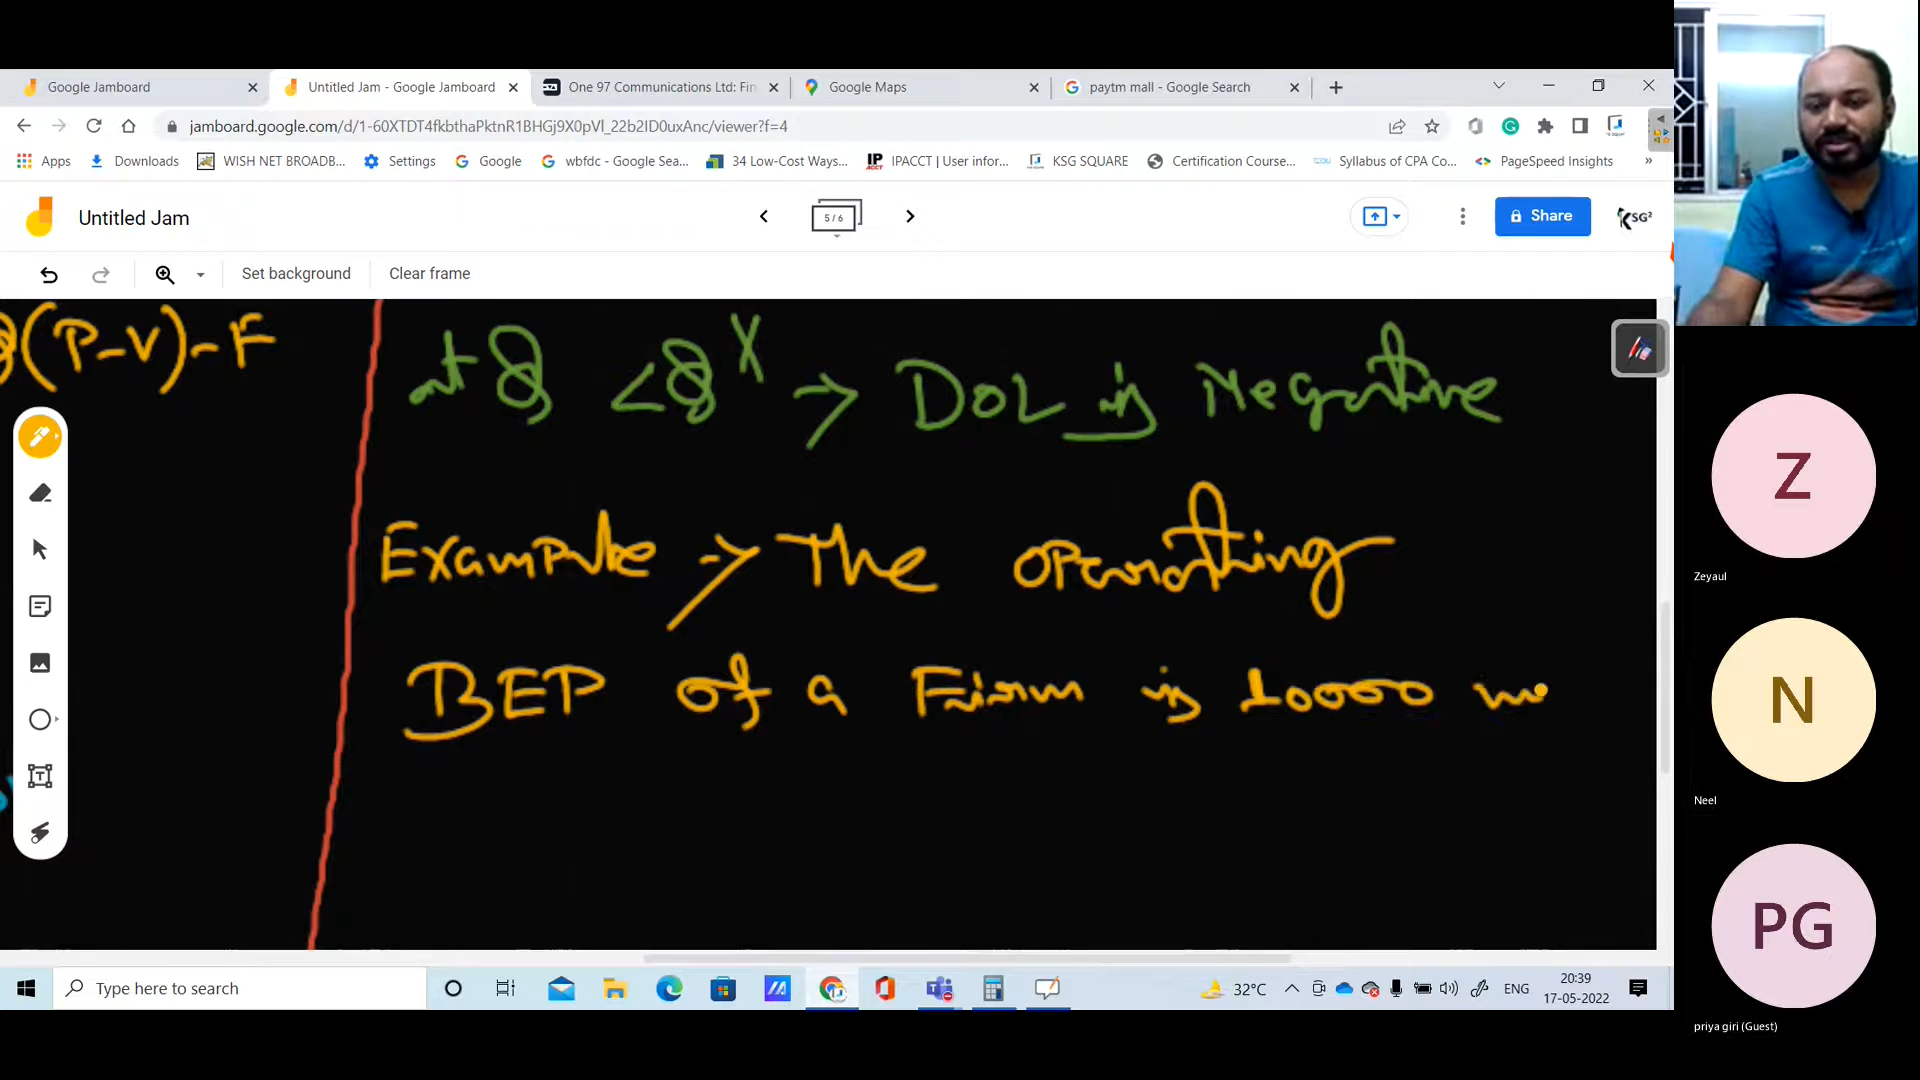 Google Jamboard
Untitled Jam - Google Jamboard
One 97 Communications Ltd: Fin
Google Maps
paytm mall - Google Search
jamboard.google.com/d/1-60XTDT4fkbthaPktnR1BHGj9X0pVl_22b2ID0uxAnc/viewer?f=4
Apps
Downloads
WISH NET BROADB...
Settings
Google
wbfdc - Google Sea...
34 Low-Cost Ways...
IPACCT | User infor...
KSG SQUARE
Certification Course...
Syllabus of CPA Co...
PageSpeed Insights
Untitled Jam
5 / 6
Share
KSG²
Set background
Clear frame
(P-V)-F
at Q < Q^X → DOL is Negative
Example → The Operating
BEP of a Firm is 10000
Z
Zeyaul
N
Neel
PG
priya giri (Guest)
Type here to search
32°C
ENG
20:39
17-05-2022